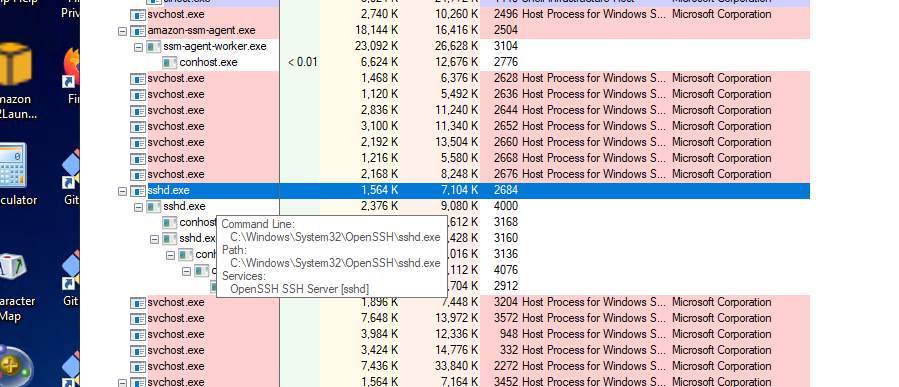 svchost.exe 2,740 K 10,260 K 2496 Host Process for Windows S... Microsoft Corporation
amazon-ssm-agent.exe 18,144 K 16,416 K 2504
ssm-agent-worker.exe 23,092 K 26,628 K 3104
conhost.exe < 0.01 6,624 K 12,676 K 2776
svchost.exe 1,468 K 6,376 K 2628 Host Process for Windows S... Microsoft Corporation
svchost.exe 1,120 K 5,492 K 2636 Host Process for Windows S... Microsoft Corporation
svchost.exe 2,836 K 11,240 K 2644 Host Process for Windows S... Microsoft Corporation
svchost.exe 3,100 K 11,340 K 2652 Host Process for Windows S... Microsoft Corporation
svchost.exe 2,192 K 13,504 K 2660 Host Process for Windows S... Microsoft Corporation
svchost.exe 1,216 K 5,580 K 2668 Host Process for Windows S... Microsoft Corporation
svchost.exe 2,168 K 8,248 K 2676 Host Process for Windows S... Microsoft Corporation
sshd.exe 1,564 K 7,104 K 2684
sshd.exe 2,376 K 9,080 K 4000
conhost ,612 K 3168
sshd.ex ,428 K 3160
conh ,016 K 3136
c ,112 K 4076
,704 K 2912
Command Line:
C:\Windows\System32\OpenSSH\sshd.exe
Path:
C:\Windows\System32\OpenSSH\sshd.exe
Services:
OpenSSH SSH Server [sshd]
svchost.exe 1,896 K 7,448 K 3204 Host Process for Windows S... Microsoft Corporation
svchost.exe 7,648 K 13,972 K 3572 Host Process for Windows S... Microsoft Corporation
svchost.exe 3,984 K 12,336 K 948 Host Process for Windows S... Microsoft Corporation
svchost.exe 3,424 K 14,776 K 332 Host Process for Windows S... Microsoft Corporation
svchost.exe 7,436 K 33,840 K 2272 Host Process for Windows S... Microsoft Corporation
svchost.exe 1,564 K 7,164 K 3452 Host Process for Windows S... Microsoft Corporation
Priv
mazon
2Laun...
Fir
culator
Git
aracter
Map
Git